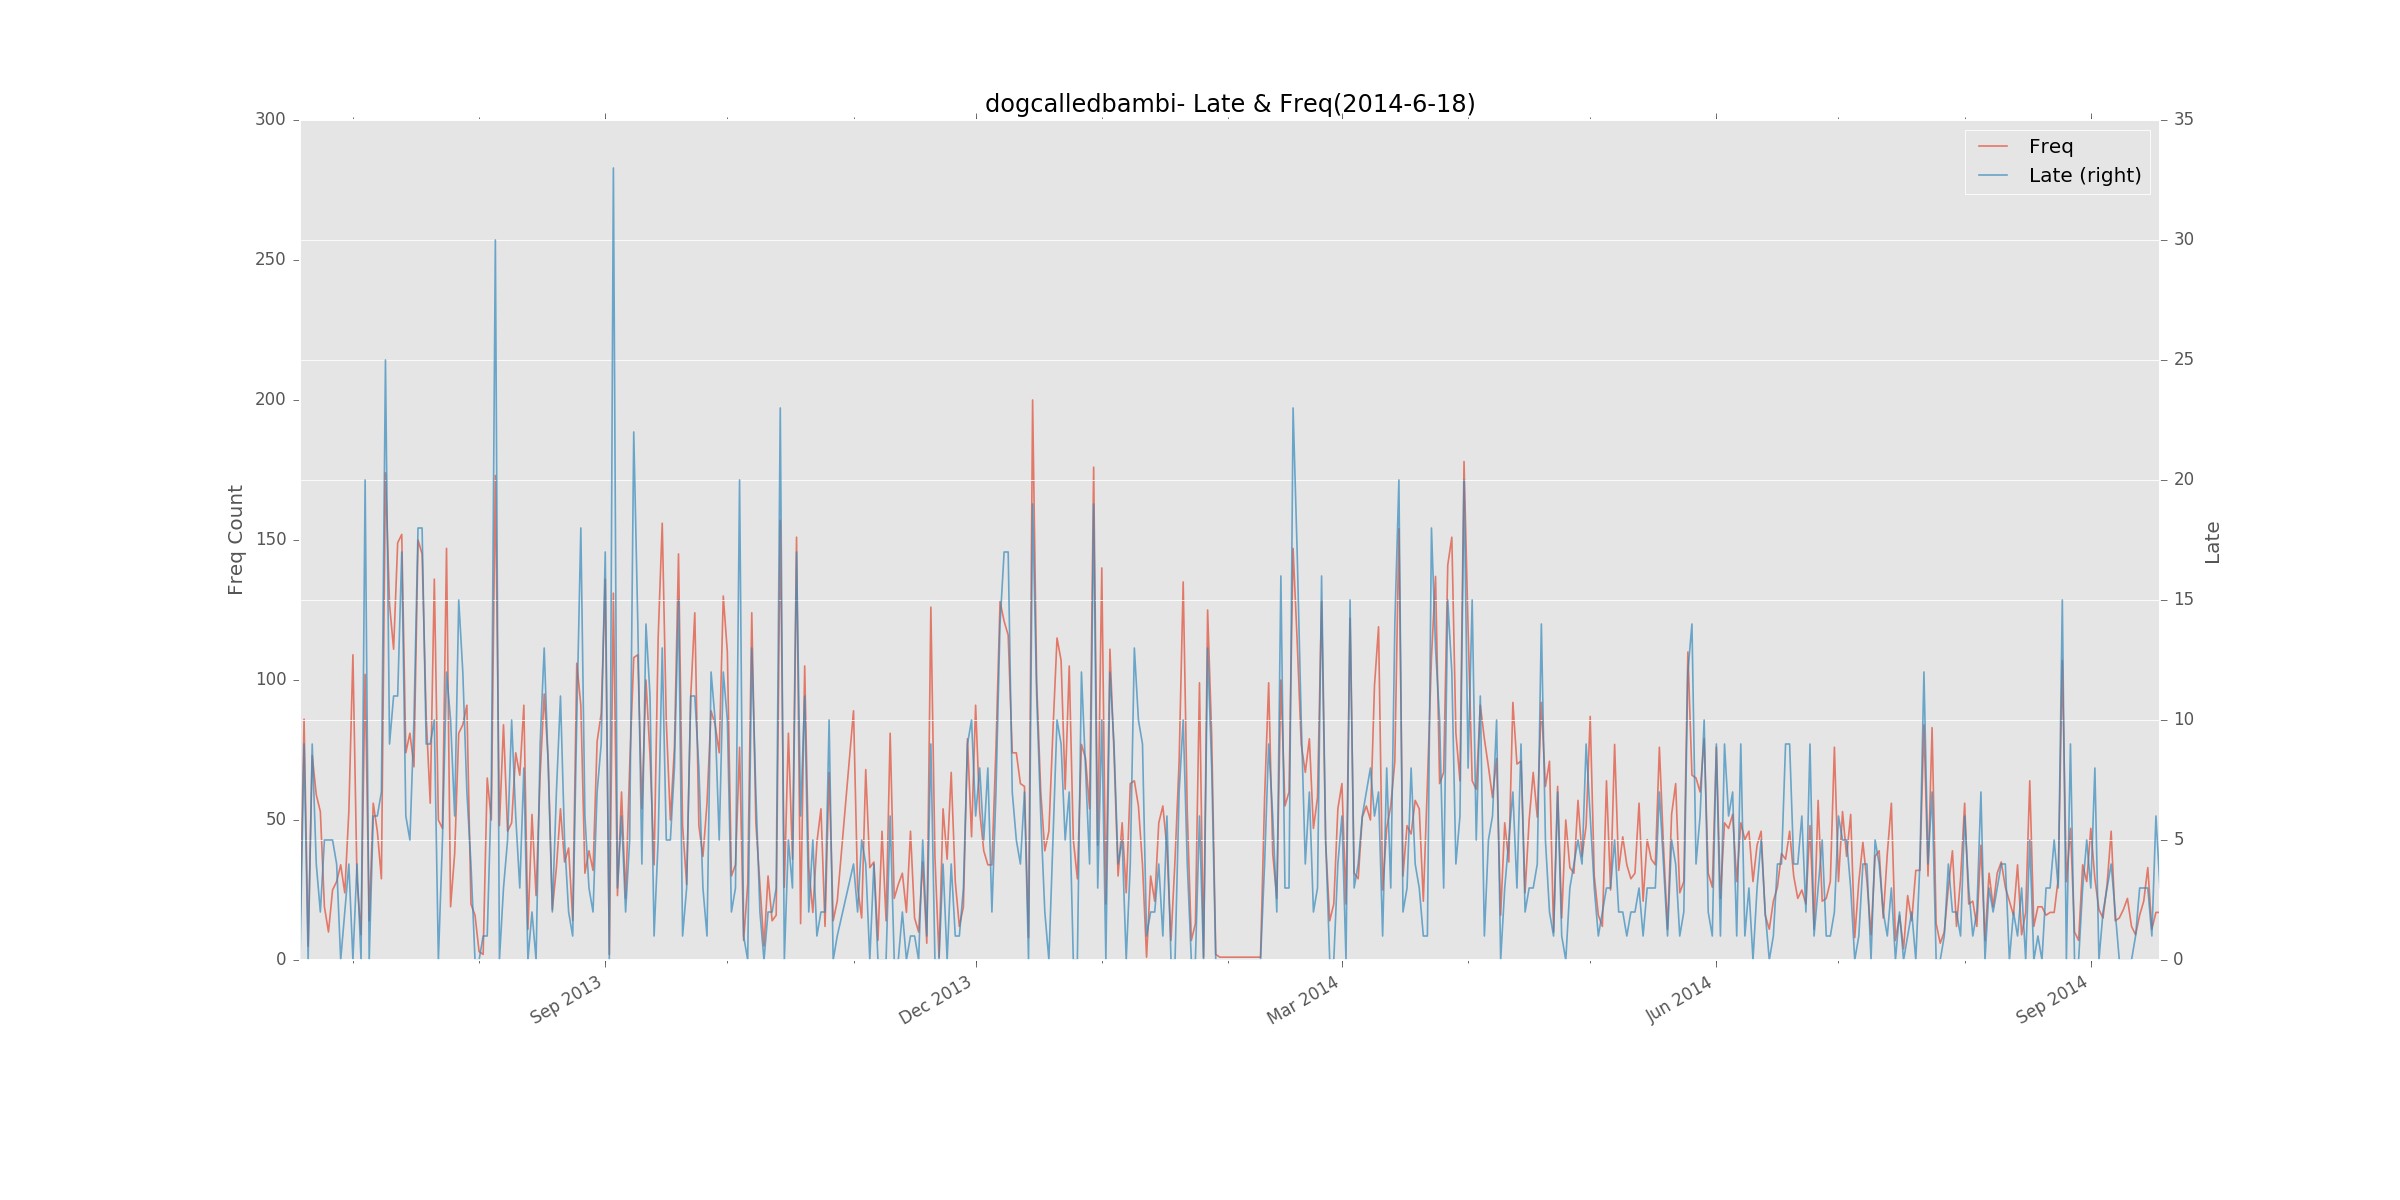 dogcalledbambi- Late & Freq(2014-6-18)
Freq
Late (right)
300
250
200
150
100
50
0
Freq Count
35
30
25
20
15
10
5
0
Late
Sep 2013
Dec 2013
Mar 2014
Jun 2014
Sep 2014